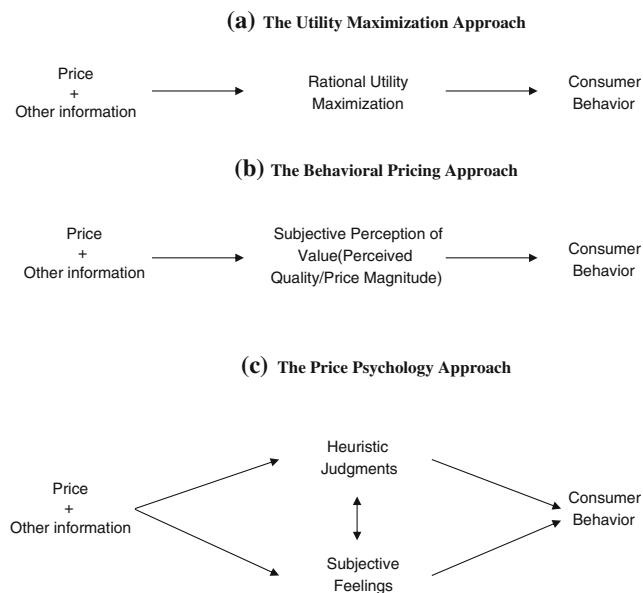 (a) The Utility Maximization Approach
Price
+
Other information
Rational Utility
Maximization
Consumer
Behavior
(b) The Behavioral Pricing Approach
Price
+
Other information
Subjective Perception of
Value(Perceived
Quality/Price Magnitude)
Consumer
Behavior
(c) The Price Psychology Approach
Price
+
Other information
Heuristic
Judgments
Subjective
Feelings
Consumer
Behavior